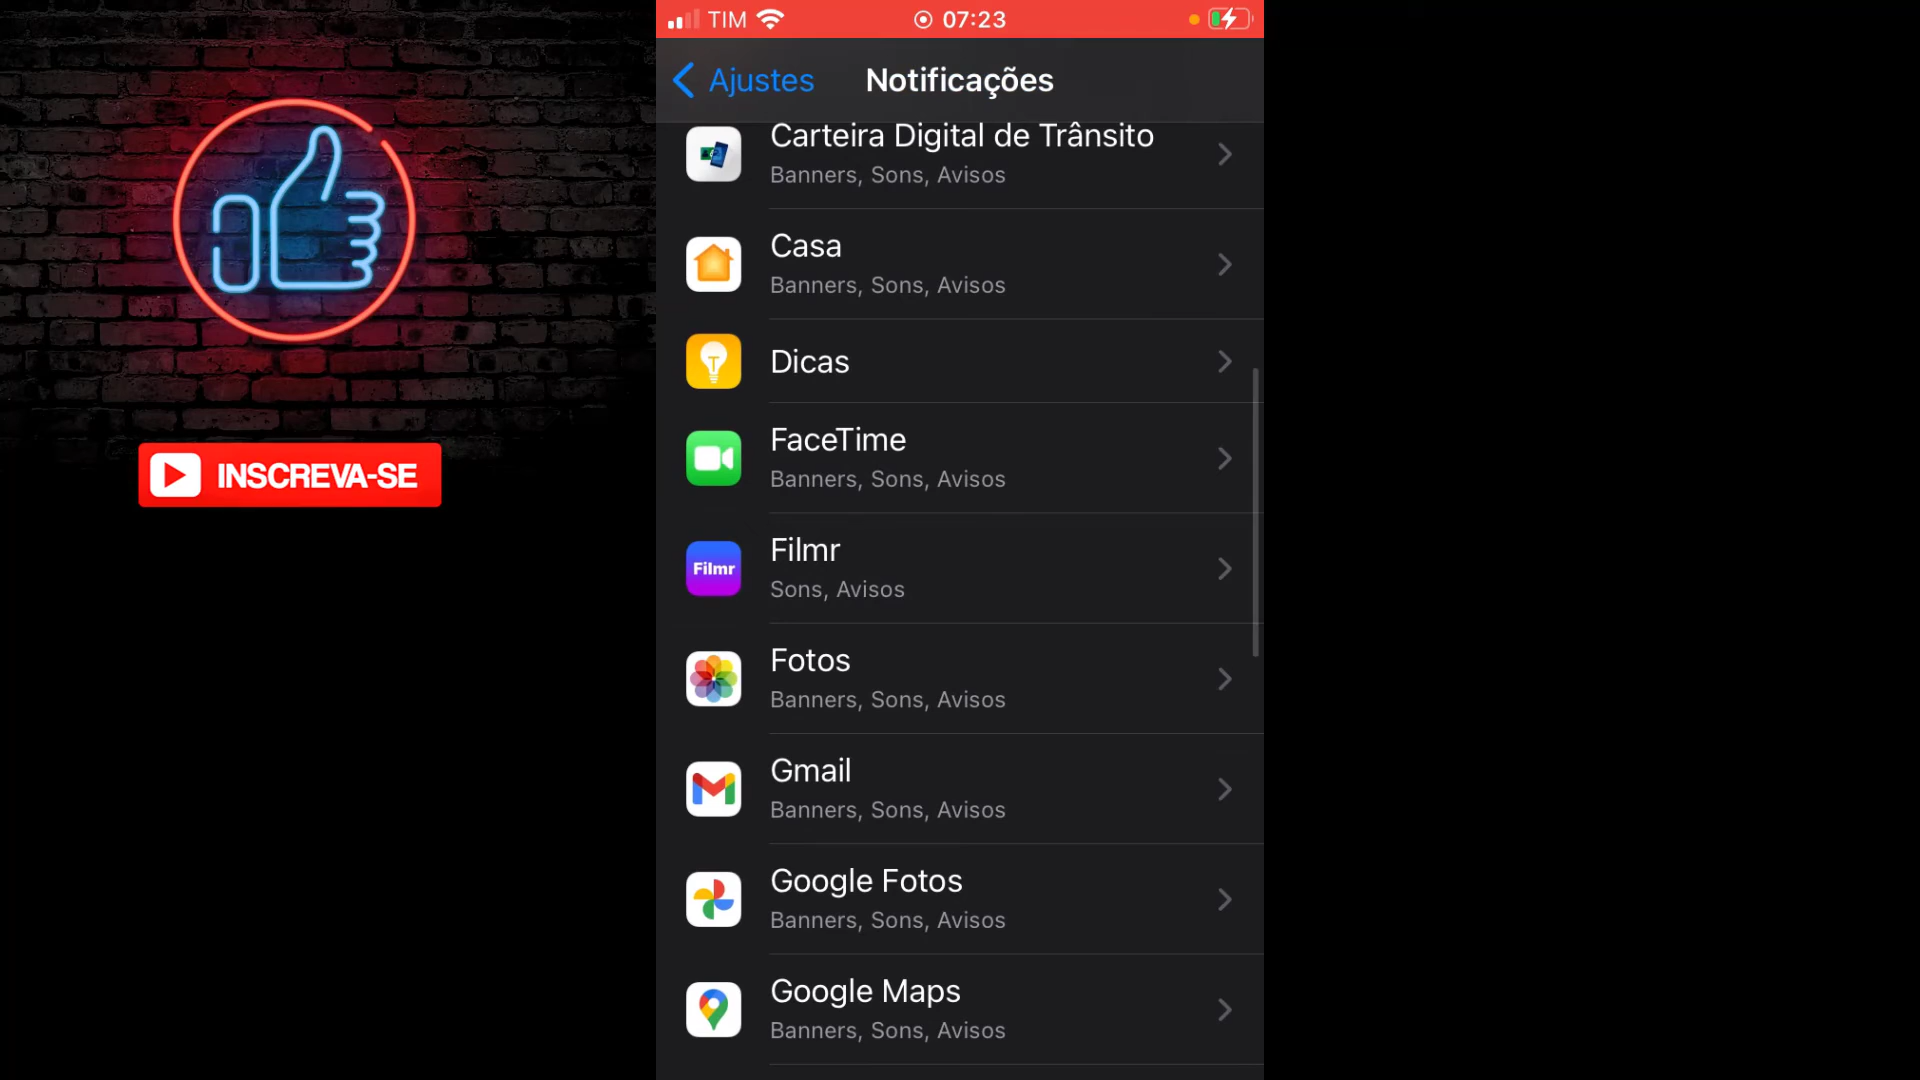 TIM
07:23
Ajustes
Notificações
Carteira Digital de Trânsito
Banners, Sons, Avisos
Casa
Banners, Sons, Avisos
Dicas
FaceTime
Banners, Sons, Avisos
Filmr
Filmr
Sons, Avisos
Fotos
Banners, Sons, Avisos
Gmail
Banners, Sons, Avisos
Google Fotos
Banners, Sons, Avisos
Google Maps
Banners, Sons, Avisos
INSCREVA-SE